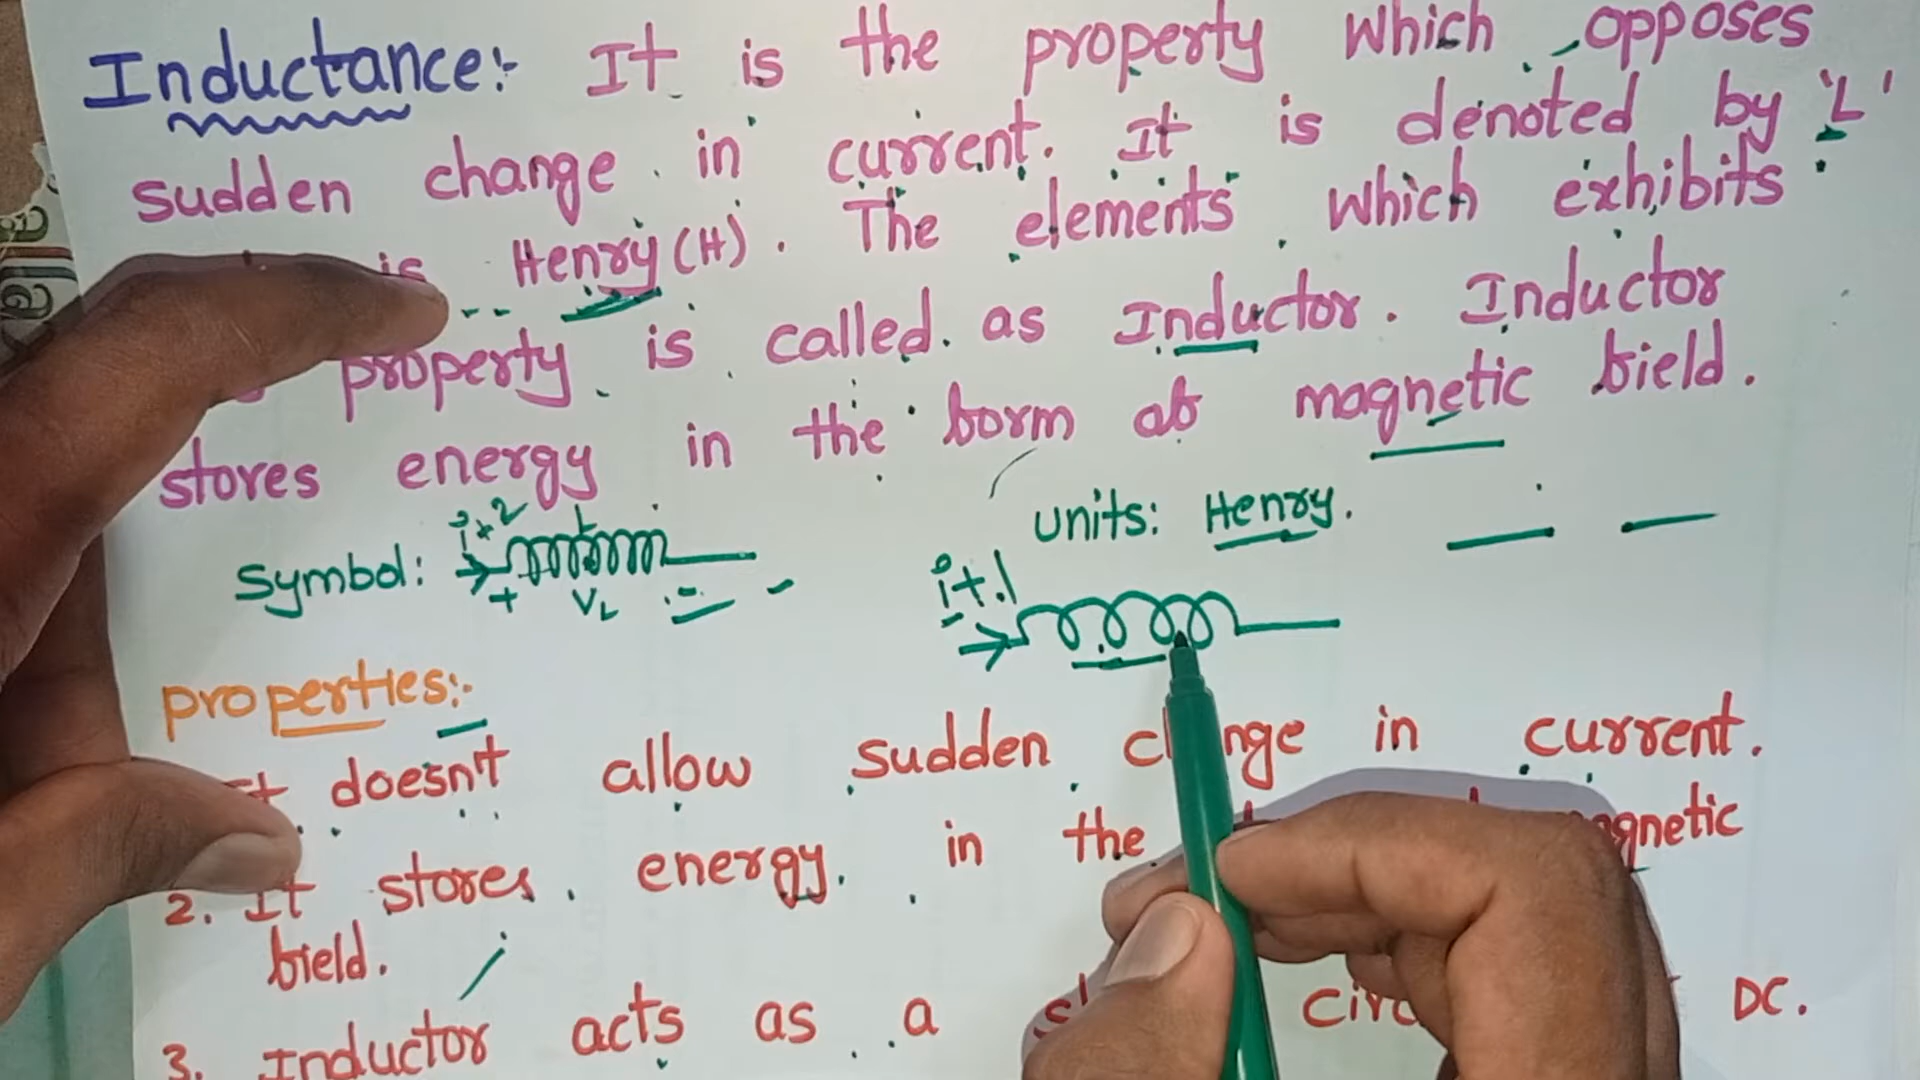 Inductance:- It is the property which opposes
sudden change in current. It is denoted by 'L'
is Henry (H). The elements which exhibits
property is called as Inductor. Inductor
stores energy in the form of magnetic field.
Symbol: L VL + units: Henry.
properties:-
It doesn't allow sudden change in current.
2. It stores energy in the magnetic
field.
3. Inductor acts as a DC.